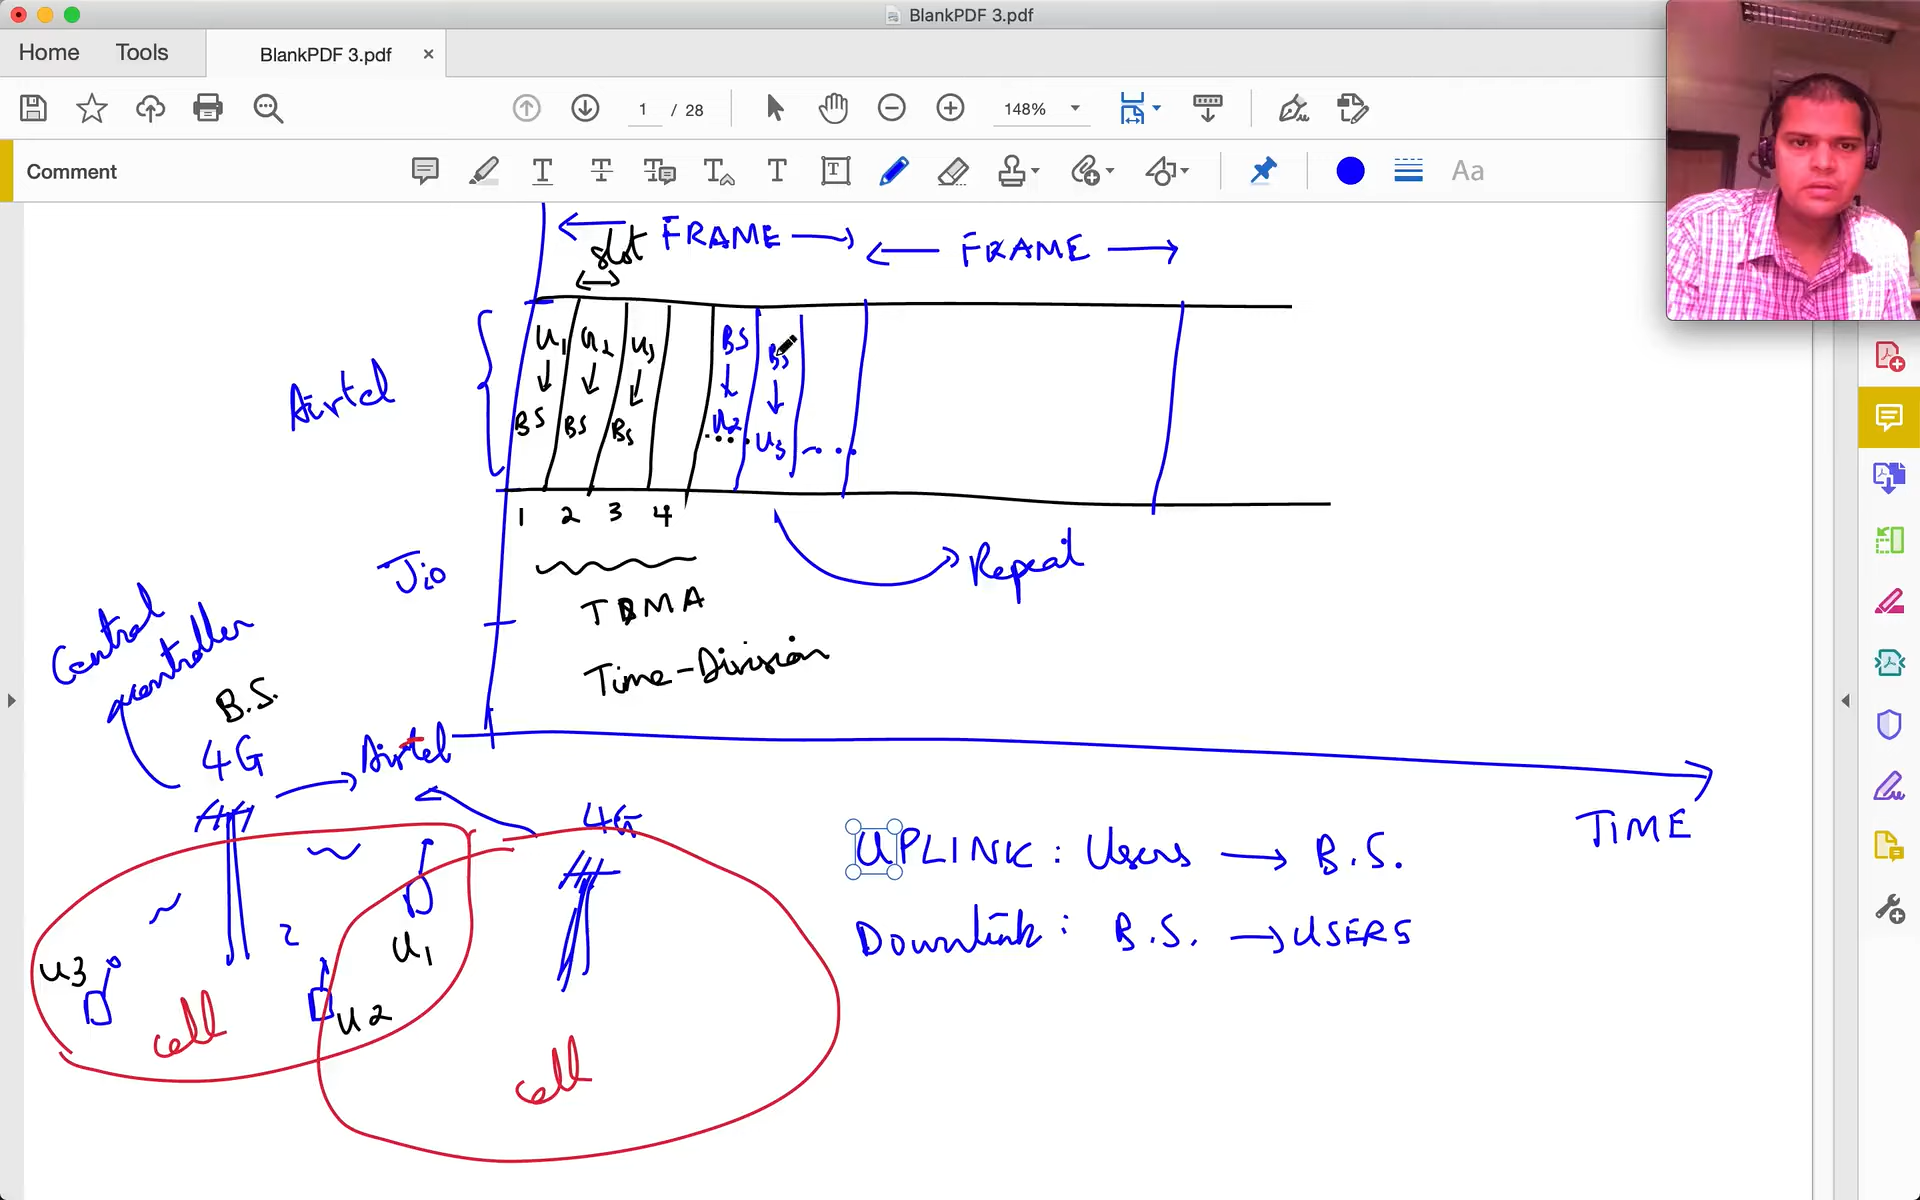 BlankPDF 3.pdf
Home Tools BlankPDF 3.pdf ×
1 / 28 148%
Comment Aa
FRAME FRAME
slot
U1 U2 U3 BS BS
BS BS BS U2 U3
Airtel
1 2 3 4
Jio
Repeat
TDMA
Time-Division
Central
controller
B.S.
4G
Airtel
TIME
4G
UPLINK : Users → B.S.
Downlink : B.S. → USERS
U1
U3
U2
cell
cell